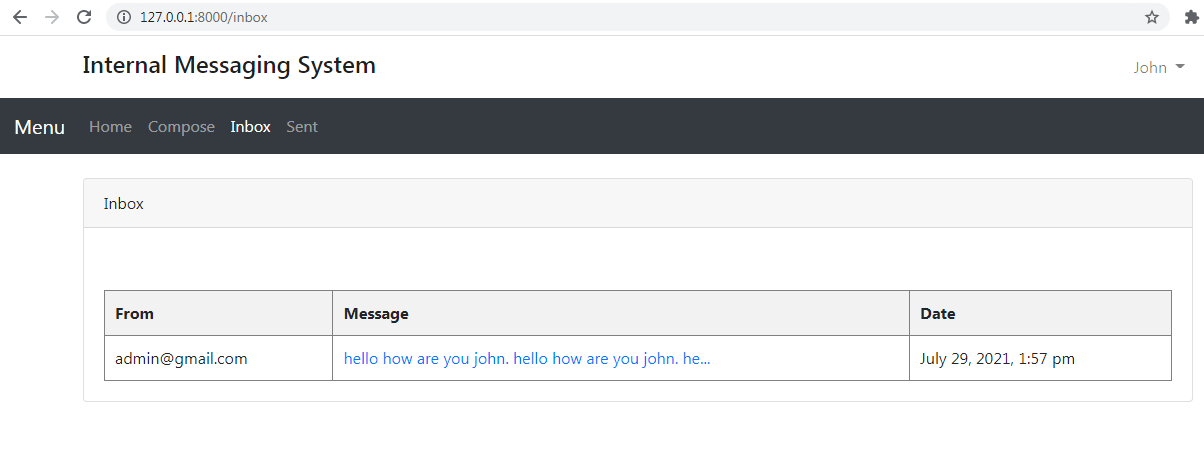 127.0.0.1:8000/inbox
Internal Messaging System
John
Menu Home Compose Inbox Sent
Inbox
From Message Date
admin@gmail.com hello how are you john. hello how are you john. he... July 29, 2021, 1:57 pm